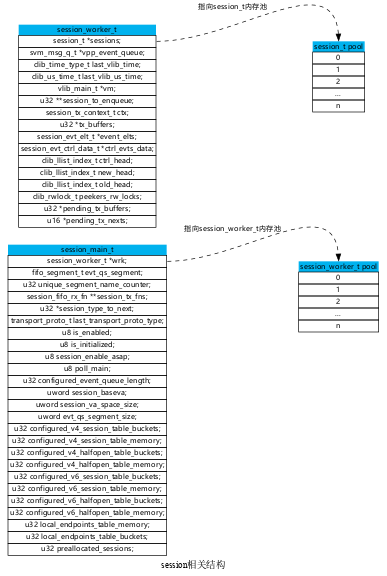 指向session_t内存池
session_worker_t
session_t *sessions;
svm_msg_q_t *vpp_event_queue;
clib_time_type_t last_vlib_time;
clib_us_time_t last_vlib_us_time;
vlib_main_t *vm;
u32 **session_to_enqueue;
session_tx_context_t ctx;
u32 *tx_buffers;
session_evt_elt_t *event_elts;
session_evt_ctrl_data_t *ctrl_evts_data;
clib_llist_index_t ctrl_head;
clib_llist_index_t new_head;
clib_llist_index_t old_head;
clib_rwlock_t peekers_rw_locks;
u32 *pending_tx_buffers;
u16 *pending_tx_nexts;
session_t pool
0
1
2
...
n
指向session_worker_t内存池
session_main_t
session_worker_t *wrk;
fifo_segment_t evt_qs_segment;
u32 unique_segment_name_counter;
session_fifo_rx_fn **session_tx_fns;
u32 *session_type_to_next;
transport_proto_t last_transport_proto_type;
u8 is_enabled;
u8 is_initialized;
u8 session_enable_asap;
u8 poll_main;
u32 configured_event_queue_length;
uword session_baseva;
uword session_va_space_size;
uword evt_qs_segment_size;
u32 configured_v4_session_table_buckets;
u32 configured_v4_session_table_memory;
u32 configured_v4_halfopen_table_buckets;
u32 configured_v4_halfopen_table_memory;
u32 configured_v6_session_table_buckets;
u32 configured_v6_session_table_memory;
u32 configured_v6_halfopen_table_buckets;
u32 configured_v6_halfopen_table_memory;
u32 local_endpoints_table_memory;
u32 local_endpoints_table_buckets;
u32 preallocated_sessions;
session_worker_t pool
0
1
2
...
n
session相关结构